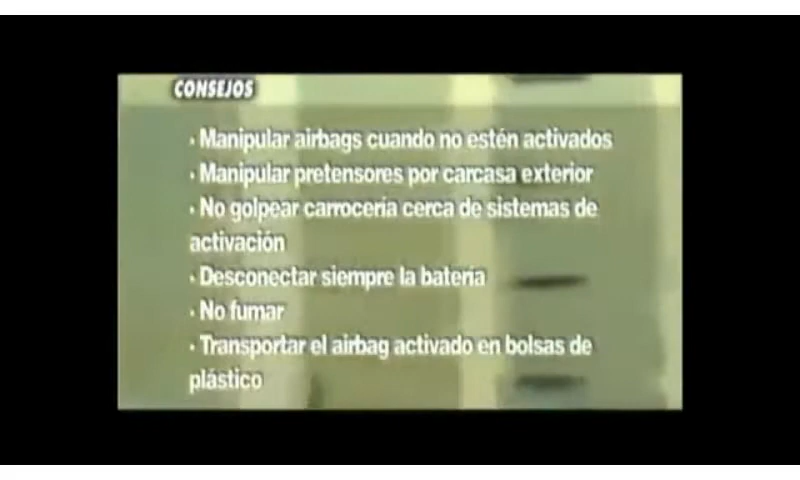 CONSEJOS
· Manipular airbags cuando no estén activados
· Manipular pretensores por carcasa exterior
· No golpear carrocería cerca de sistemas de
activación
· Desconectar siempre la batería
· No fumar
· Transportar el airbag activado en bolsas de
plástico